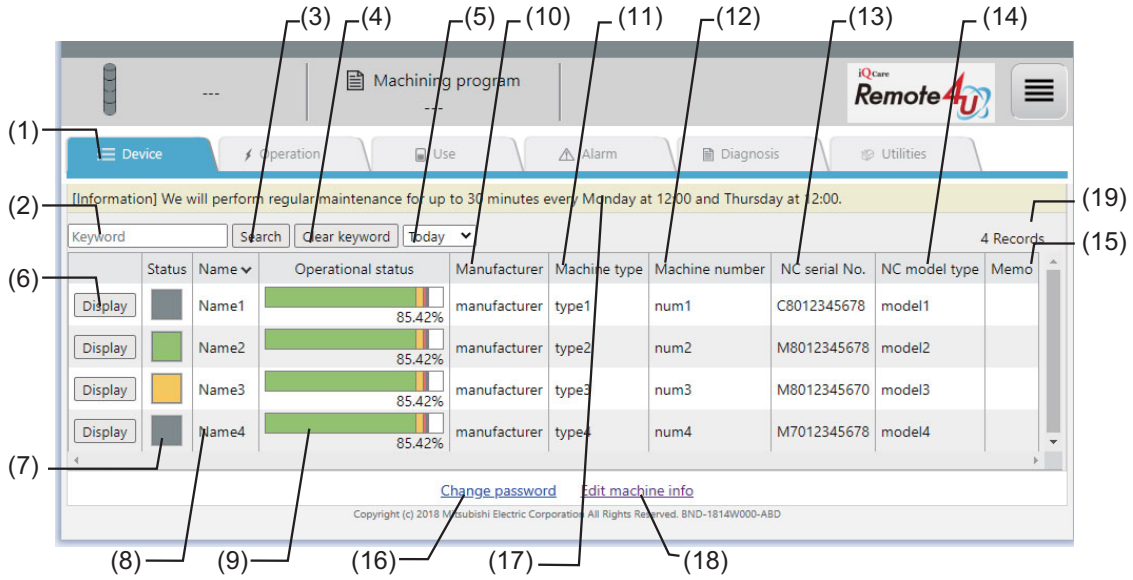 (3) (4) (5) (10) (11) (12) (13) (14)
--- Machining program iQ Care
--- Remote 4U
(1) Device Operation Use Alarm Diagnosis Utilities
[Information] We will perform regular maintenance for up to 30 minutes every Monday at 12:00 and Thursday at 12:00.
(2) (19)
Keyword Search Clear keyword Today 4 Records
(15)
Status Name Operational status Manufacturer Machine type Machine number NC serial No. NC model type Memo
(6)
Display Name1 85.42% manufacturer type1 num1 C8012345678 model1
Display Name2 85.42% manufacturer type2 num2 M8012345678 model2
Display Name3 85.42% manufacturer type3 num3 M8012345670 model3
Display Name4 85.42% manufacturer type4 num4 M7012345678 model4
(7)
Change password Edit machine info
Copyright (c) 2018 Mitsubishi Electric Corporation All Rights Reserved. BND-1814W000-ABD
(8) (9) (16) (17) (18)